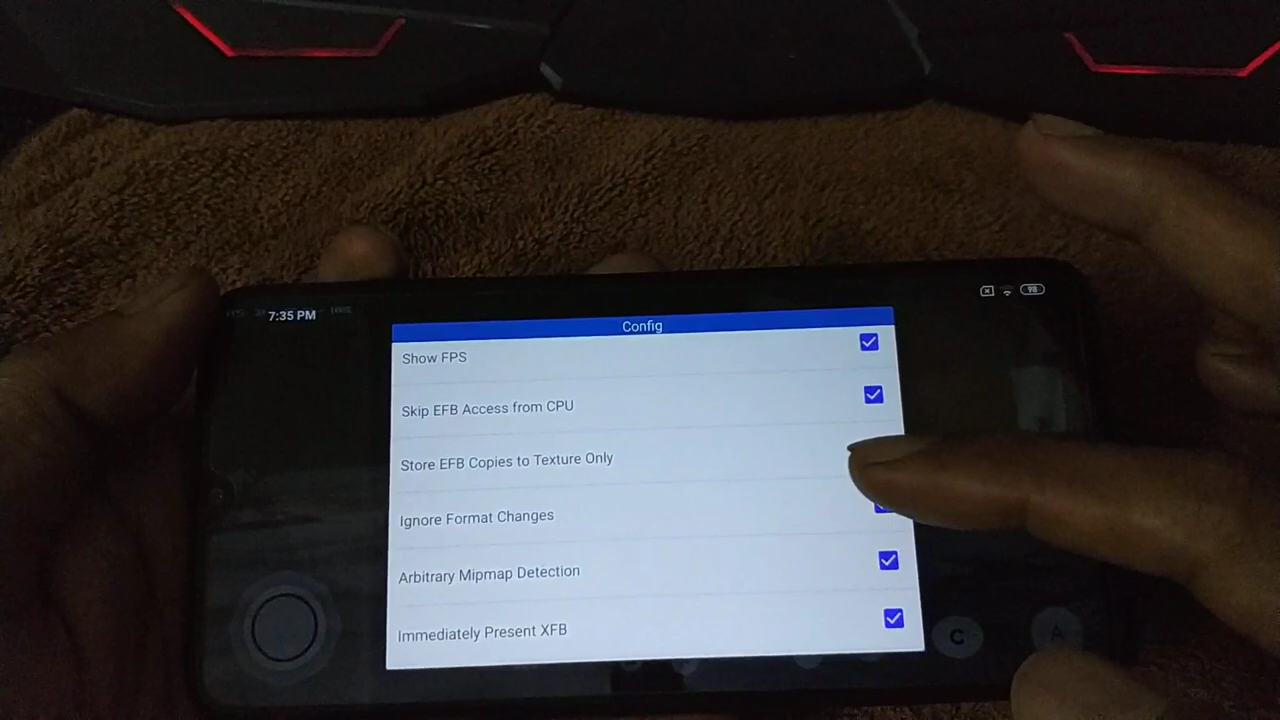 7:35 PM
98
Config
Show FPS
Skip EFB Access from CPU
Store EFB Copies to Texture Only
Ignore Format Changes
Arbitrary Mipmap Detection
Immediately Present XFB
C
A